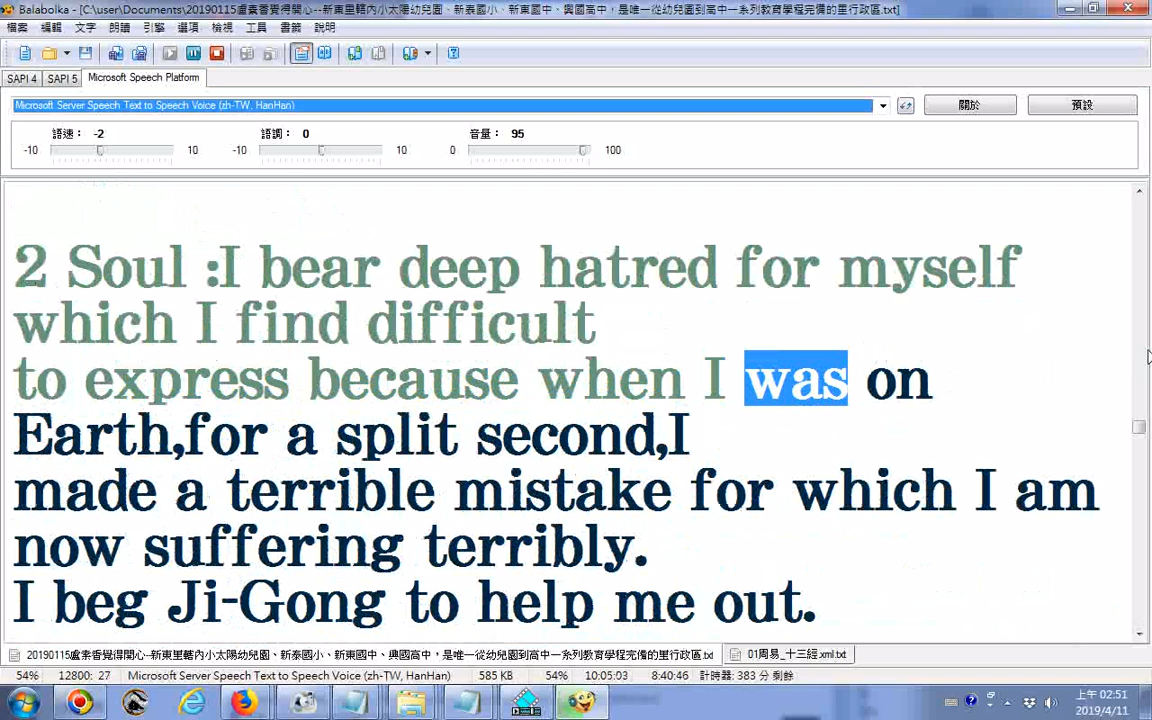 Balabolka - [C:\user\Documents\20190115盧素香覺得開心--新東里轄內小太陽幼兒園、新泰國小、新東國中、興國高中，是唯一從幼兒園到高中一系列教育學程完備的里行政區.txt]
檔案 編輯 文字 朗讀 引擎 選項 檢視 工具 書籤 說明
SAPI 4 SAPI 5 Microsoft Speech Platform
Microsoft Server Speech Text to Speech Voice (zh-TW, HanHan) 關於 預設
語速： -2 語調： 0 音量： 95
-10 10 -10 10 0 100
2 Soul :I bear deep hatred for myself
which I find difficult
to express because when I was on
Earth,for a split second,I
made a terrible mistake for which I am
now suffering terribly.
I beg Ji-Gong to help me out.
20190115盧素香覺得開心--新東里轄內小太陽幼兒園、新泰國小、新東國中、興國高中，是唯一從幼兒園到高中一系列教育學程完備的里行政區.txt 01周易_十三經.xml.txt
54% 12800: 27 Microsoft Server Speech Text to Speech Voice (zh-TW, HanHan) 585 KB 54% 10:05:03 8:40:46 計時器: 383 分 剩餘
上午 02:51
2019/4/11